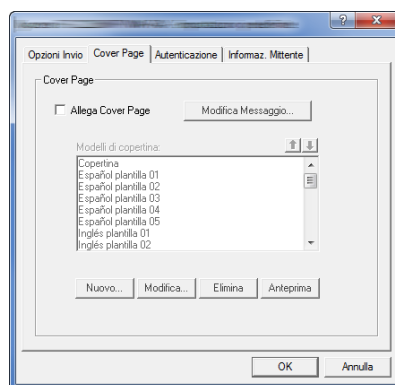 Opzioni Invio Cover Page Autenticazione Informaz. Mittente
Cover Page
Allega Cover Page Modifica Messaggio...
Modelli di copertina:
Copertina
Español plantilla 01
Español plantilla 02
Español plantilla 03
Español plantilla 04
Español plantilla 05
Inglés plantilla 01
Inglés plantilla 02
Nuovo... Modifica... Elimina Anteprima
OK Annulla